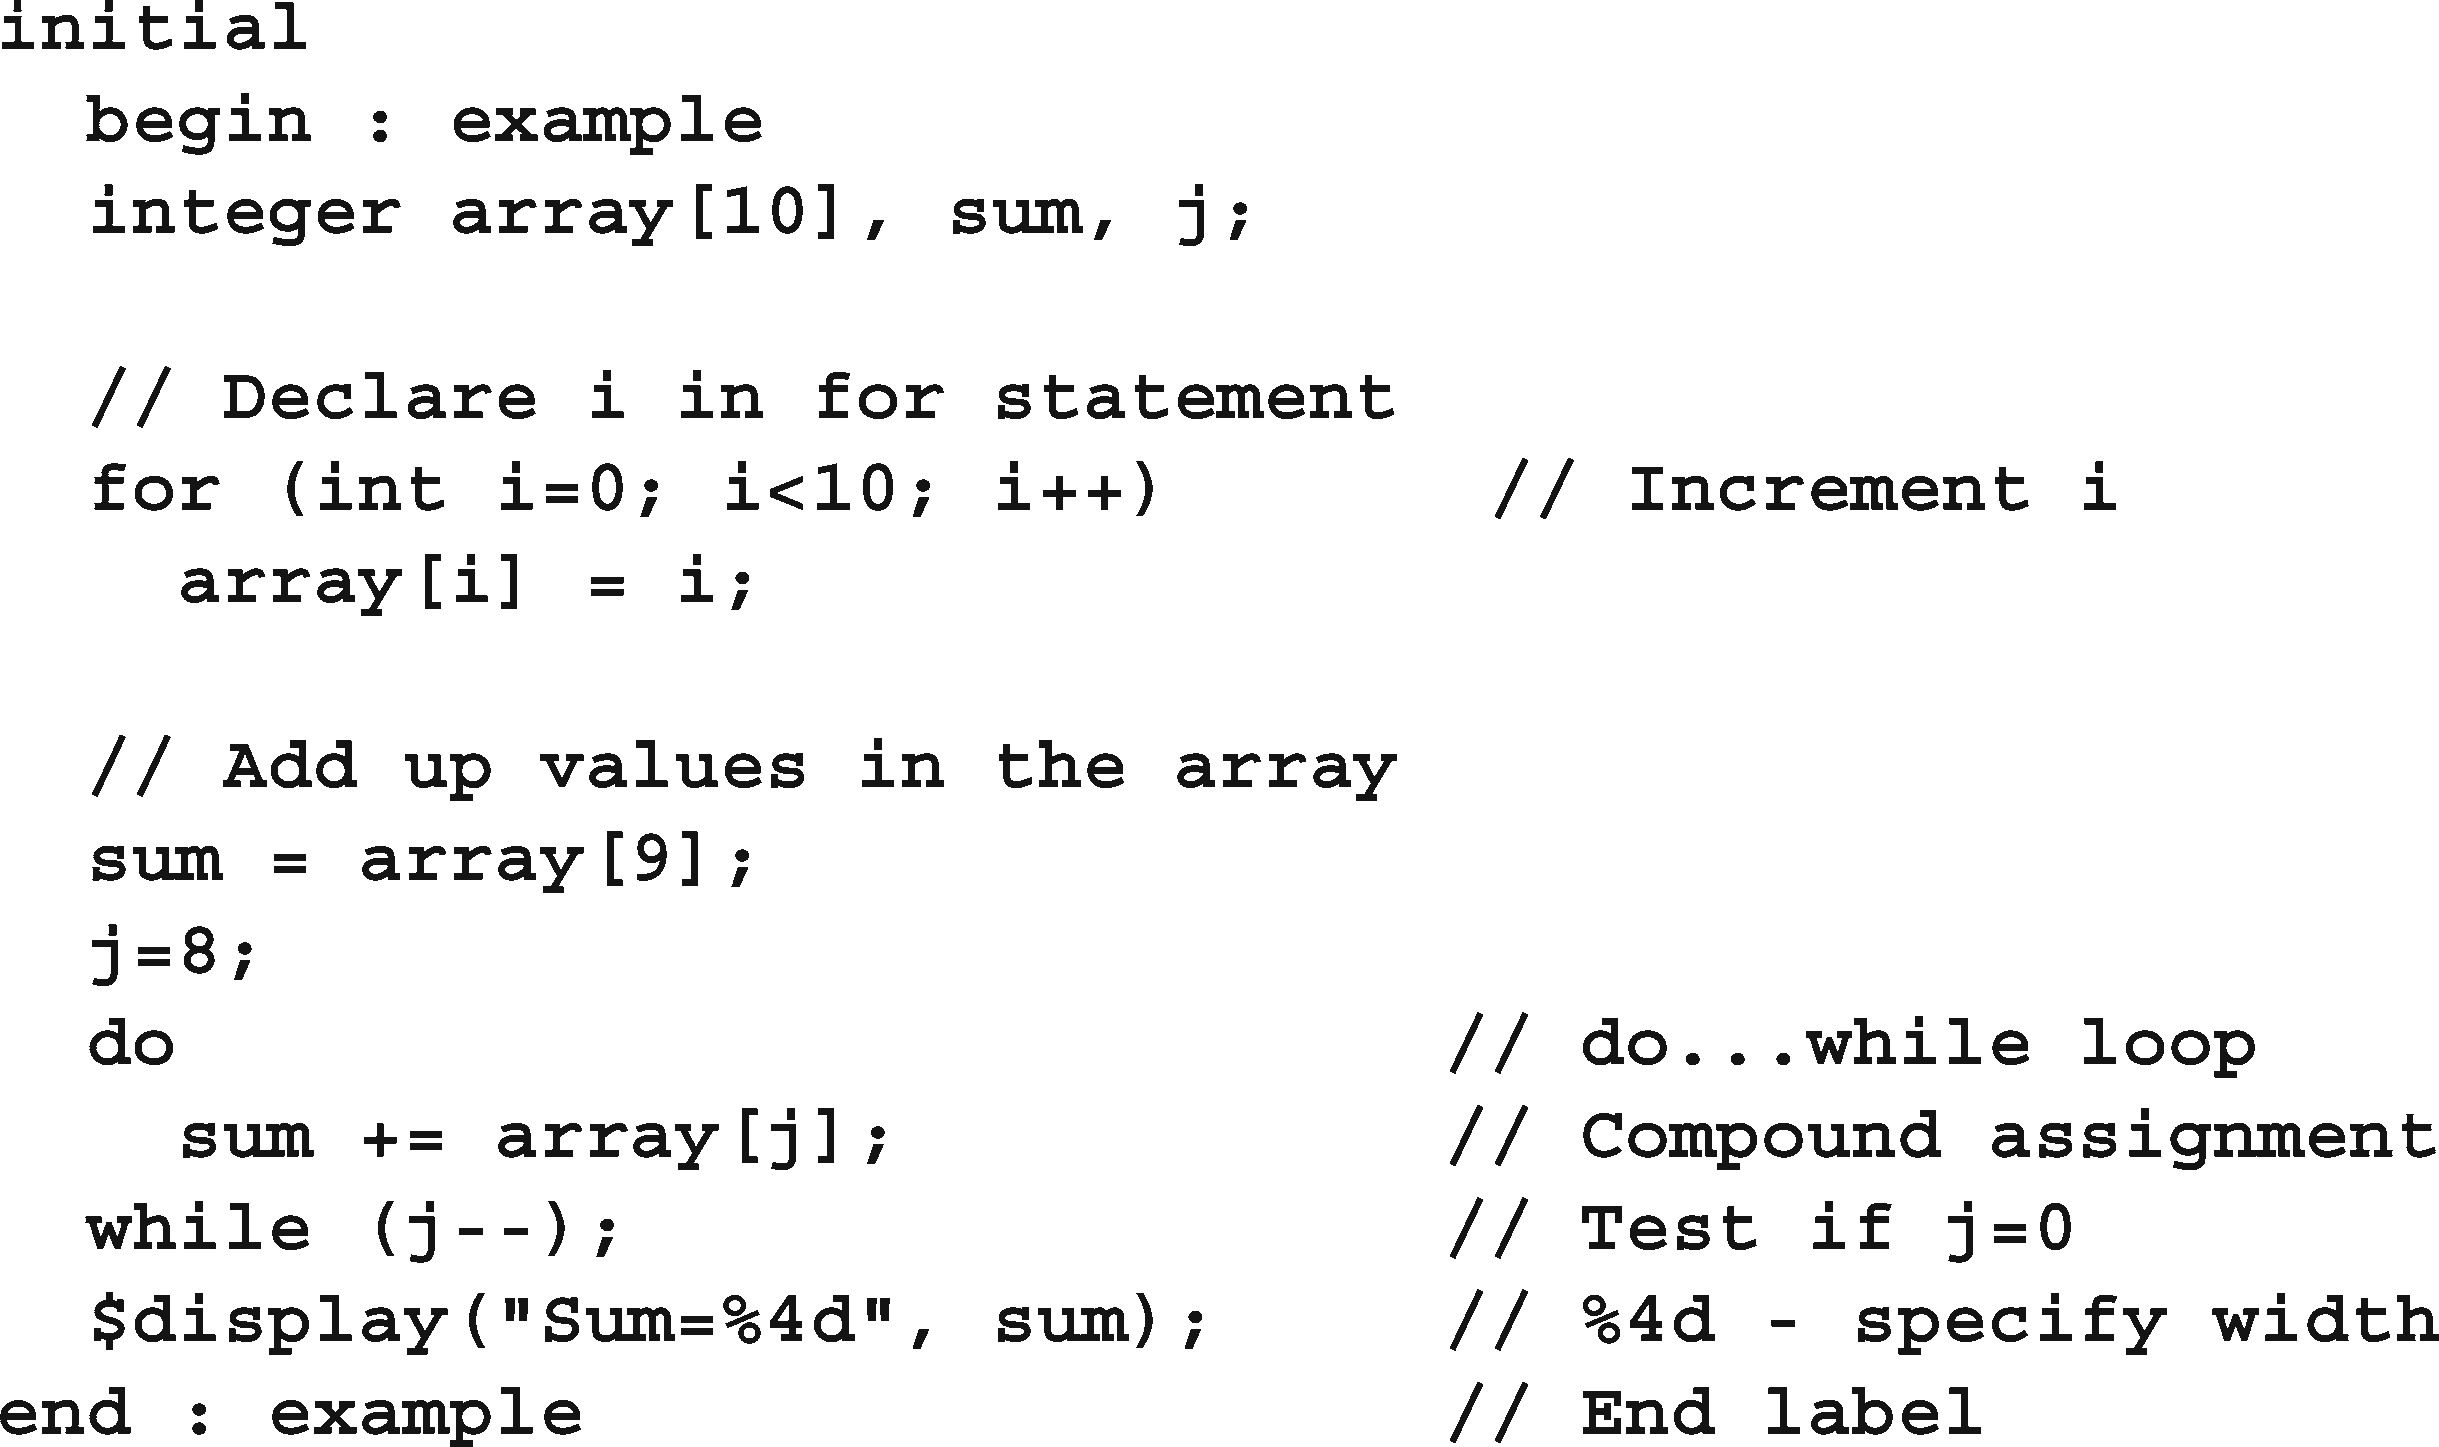 initial
  begin : example
  integer array[10], sum, j;

  // Declare i in for statement
  for (int i=0; i<10; i++)       // Increment i
    array[i] = i;

  // Add up values in the array
  sum = array[9];
  j=8;
  do                            // do...while loop
    sum += array[j];            // Compound assignment
  while (j--);                  // Test if j=0
  $display("Sum=%4d", sum);     // %4d - specify width
end : example                   // End label